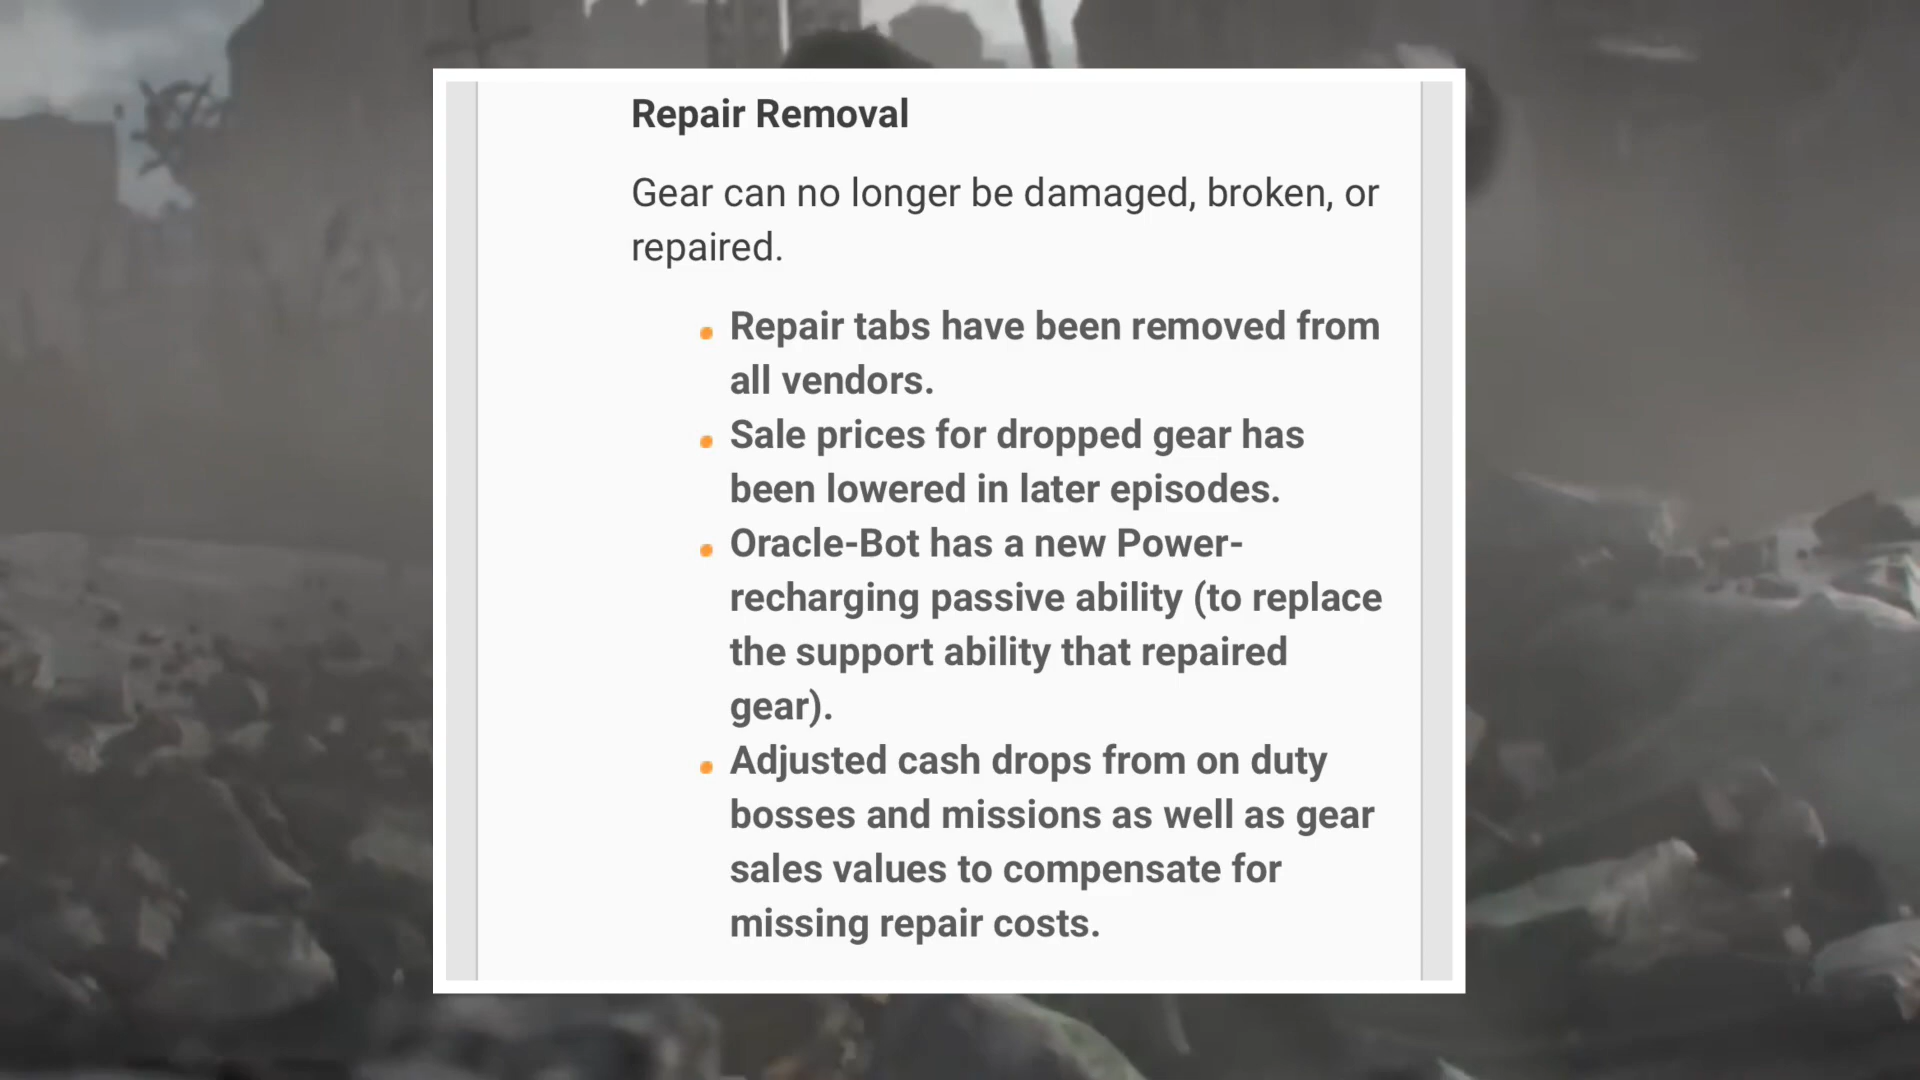 Repair Removal
Gear can no longer be damaged, broken, or
repaired.
Repair tabs have been removed from
all vendors.
Sale prices for dropped gear has
been lowered in later episodes.
Oracle-Bot has a new Power-
recharging passive ability (to replace
the support ability that repaired
gear).
Adjusted cash drops from on duty
bosses and missions as well as gear
sales values to compensate for
missing repair costs.